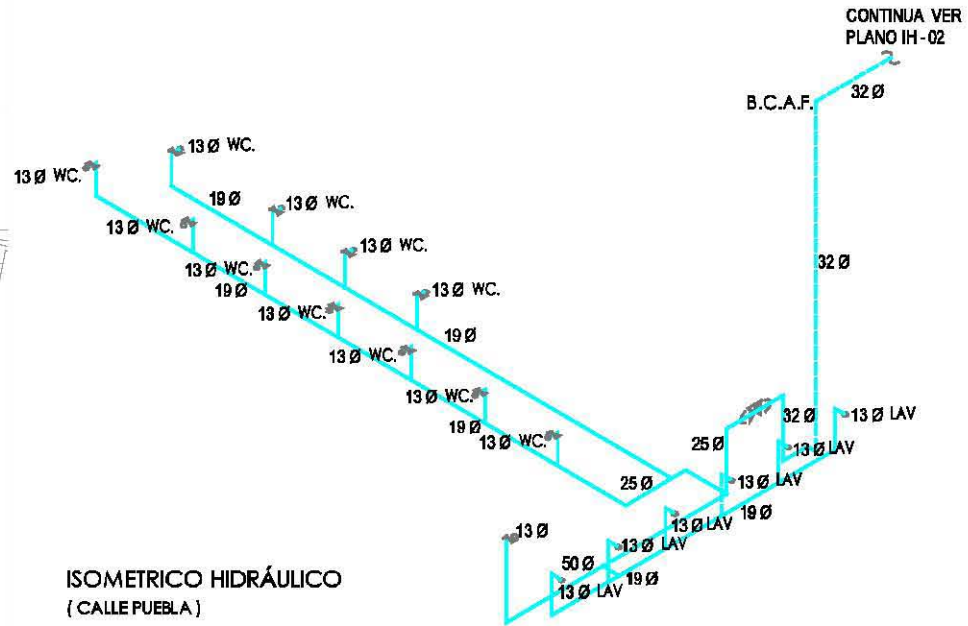 CONTINUA VER
PLANO IH-02
32 Ø
B.C.A.F.
13 Ø WC.
13 Ø WC.
19 Ø
13 Ø WC.
13 Ø WC.
13 Ø WC.
13 Ø WC.
19 Ø
13 Ø WC.
32 Ø
13 Ø WC.
19 Ø
13 Ø WC.
13 Ø WC.
19 Ø
13 Ø WC.
32 Ø
13 Ø LAV
25 Ø
13 Ø LAV
25 Ø
13 Ø LAV
19 Ø
13 Ø LAV
13 Ø
13 Ø LAV
50 Ø
19 Ø
13 Ø LAV
ISOMETRICO HIDRÁULICO
( CALLE PUEBLA )